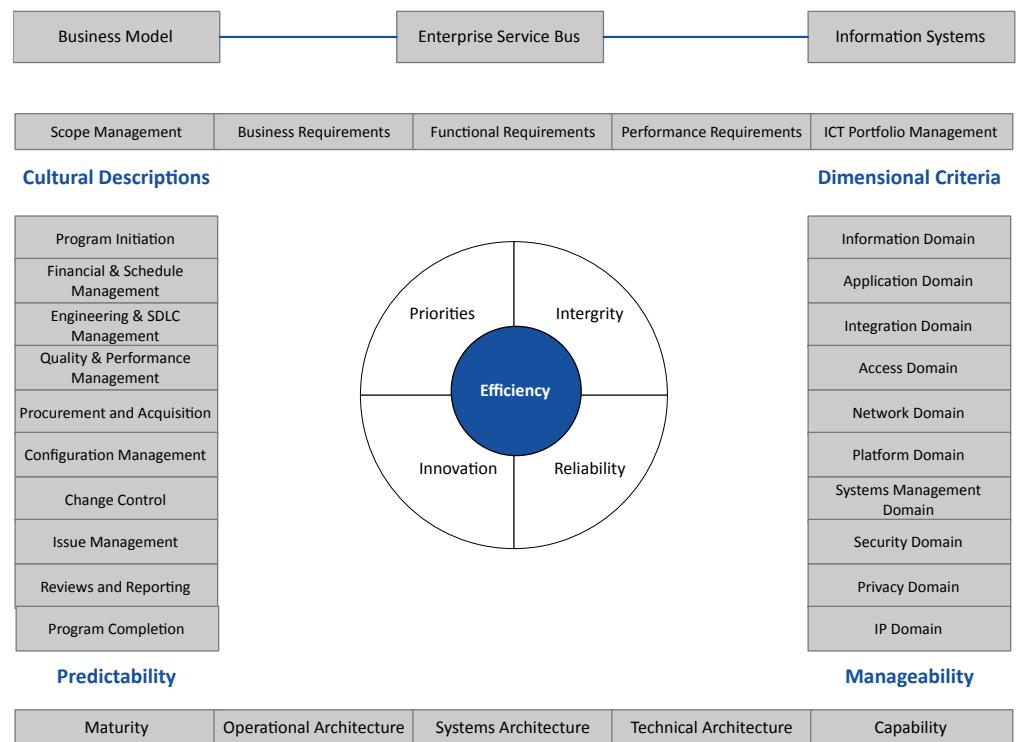 Business Model
Enterprise Service Bus
Information Systems
Scope Management
Business Requirements
Functional Requirements
Performance Requirements
ICT Portfolio Management
Cultural Descriptions
Dimensional Criteria
Program Initiation
Financial & Schedule
Management
Engineering & SDLC
Management
Quality & Performance
Management
Procurement and Acquisition
Configuration Management
Change Control
Issue Management
Reviews and Reporting
Program Completion
Priorities
Intergrity
Efficiency
Innovation
Reliability
Information Domain
Application Domain
Integration Domain
Access Domain
Network Domain
Platform Domain
Systems Management
Domain
Security Domain
Privacy Domain
IP Domain
Predictability
Manageability
Maturity
Operational Architecture
Systems Architecture
Technical Architecture
Capability